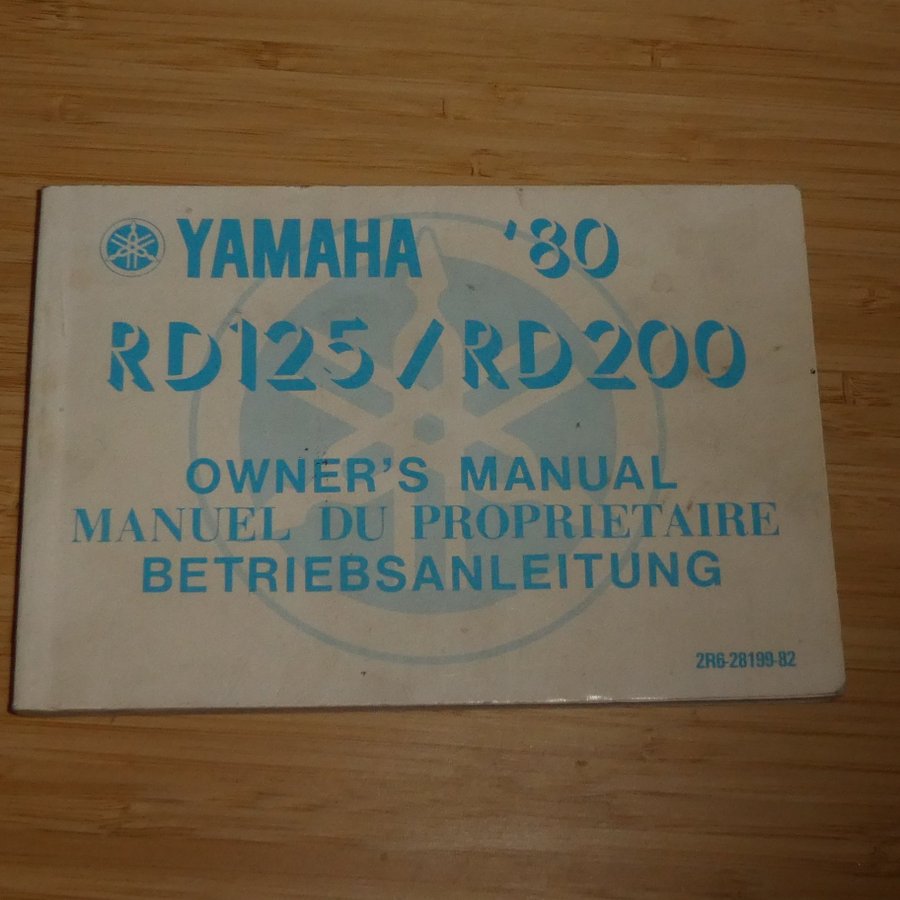 YAMAHA '80
RD125/RD200
OWNER'S MANUAL
MANUEL DU PROPRIETAIRE
BETRIEBSANLEITUNG
2R6-28199-82